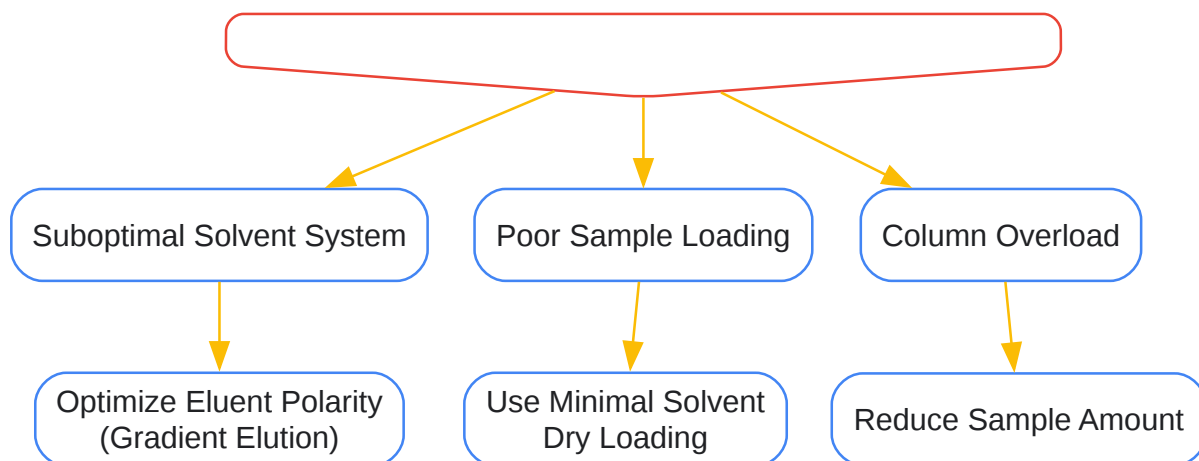 Suboptimal Solvent System
Poor Sample Loading
Column Overload
Optimize Eluent Polarity
(Gradient Elution)
Use Minimal Solvent
Dry Loading
Reduce Sample Amount